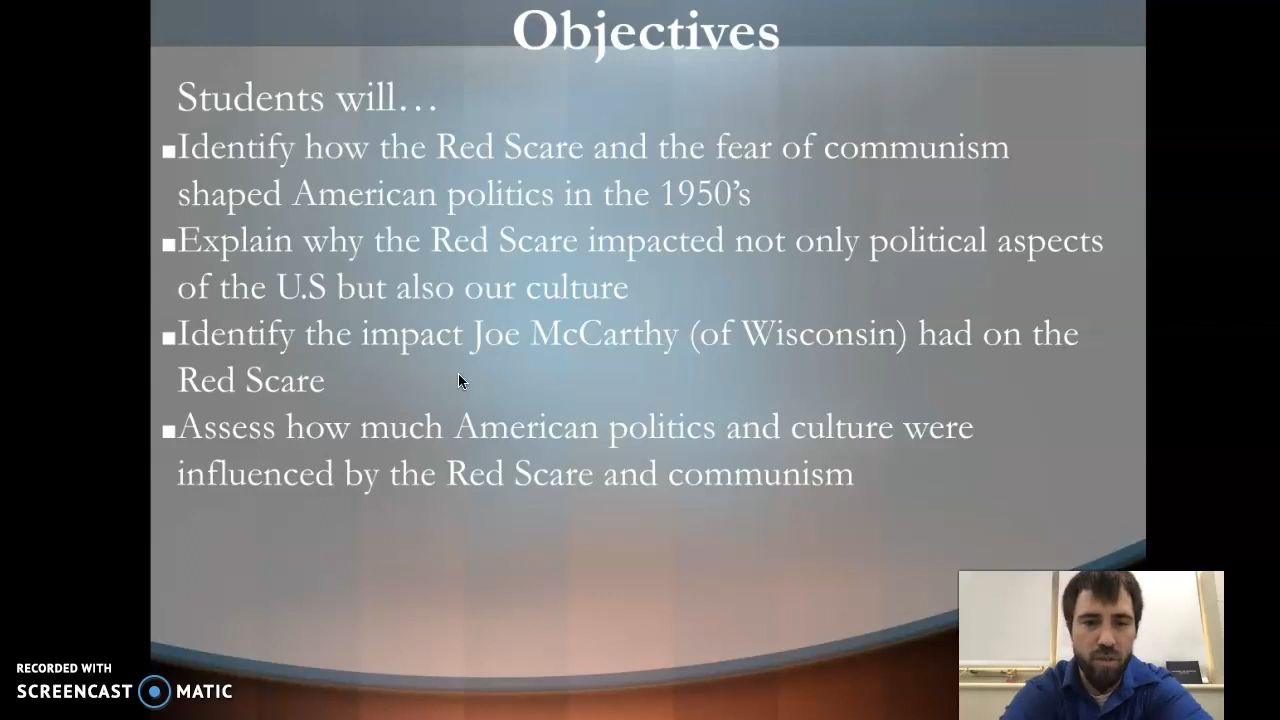 Objectives
Students will…
▪Identify how the Red Scare and the fear of communism
shaped American politics in the 1950’s
▪Explain why the Red Scare impacted not only political aspects
of the U.S but also our culture
▪Identify the impact Joe McCarthy (of Wisconsin) had on the
Red Scare
▪Assess how much American politics and culture were
influenced by the Red Scare and communism
RECORDED WITH
SCREENCAST MATIC